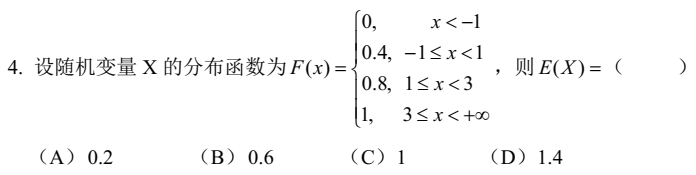 4. 设随机变量 X 的分布函数为 F(x) = { 0, x < −1
0.4, −1 ≤ x < 1
0.8, 1 ≤ x < 3
1, 3 ≤ x < +∞ ，则 E(X) = （ ）
（A）0.2 （B）0.6 （C）1 （D）1.4